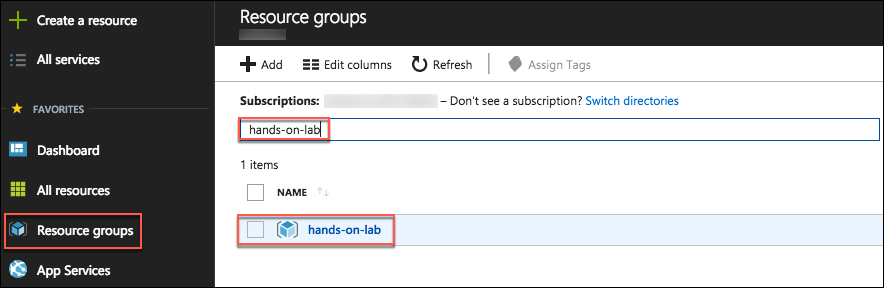 Create a resource
All services
FAVORITES
Dashboard
All resources
Resource groups
App Services
Resource groups
Add Edit columns Refresh Assign Tags
Subscriptions: – Don't see a subscription? Switch directories
hands-on-lab
1 items
NAME
hands-on-lab